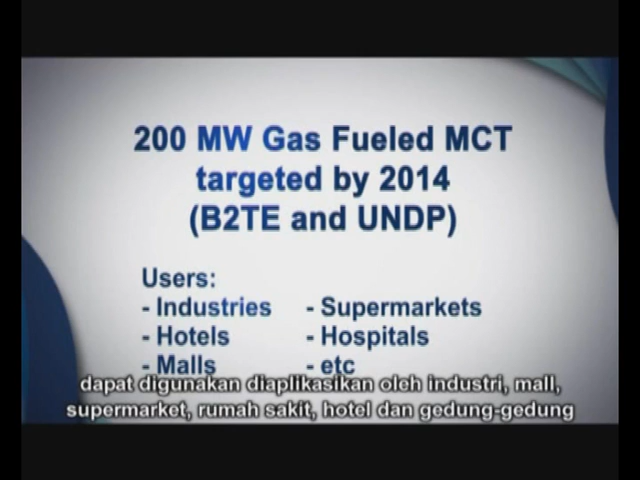 200 MW Gas Fueled MCT
targeted by 2014
(B2TE and UNDP)
Users:
- Industries - Supermarkets
- Hotels - Hospitals
- Malls - etc
dapat digunakan diaplikasikan oleh industri, mall,
supermarket, rumah sakit, hotel dan gedung-gedung